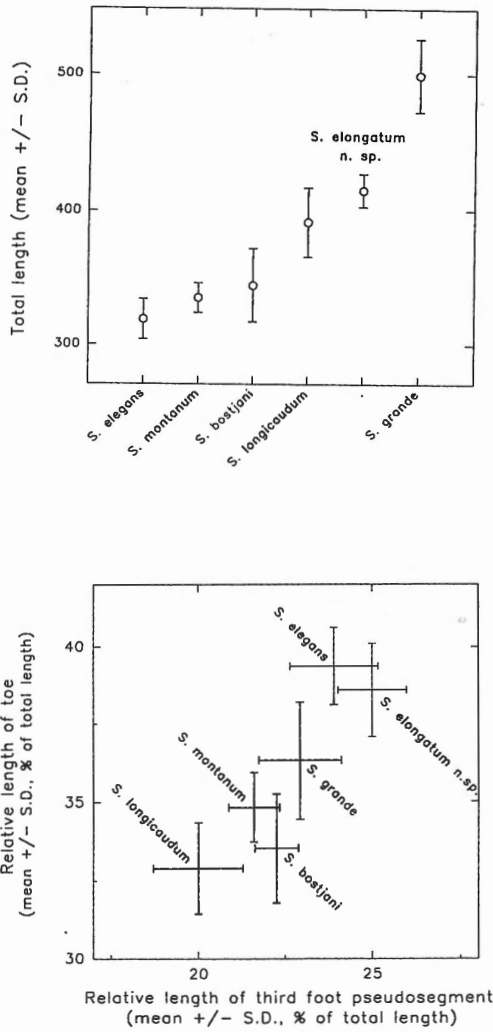 Total length (mean +/− S.D.)
500
400
300
S. elongatum
n. sp.
S. elegans
S. montanum
S. bostjani
S. longicaudum
S. grande
Relative length of toe
(mean +/− S.D., % of total length)
40
35
30
S. elegans
S. elongatum n.sp.
S. montanum
S. grande
S. longicaudum
S. bostjani
20
25
Relative length of third foot pseudosegment
(mean +/− S.D., % of total length)